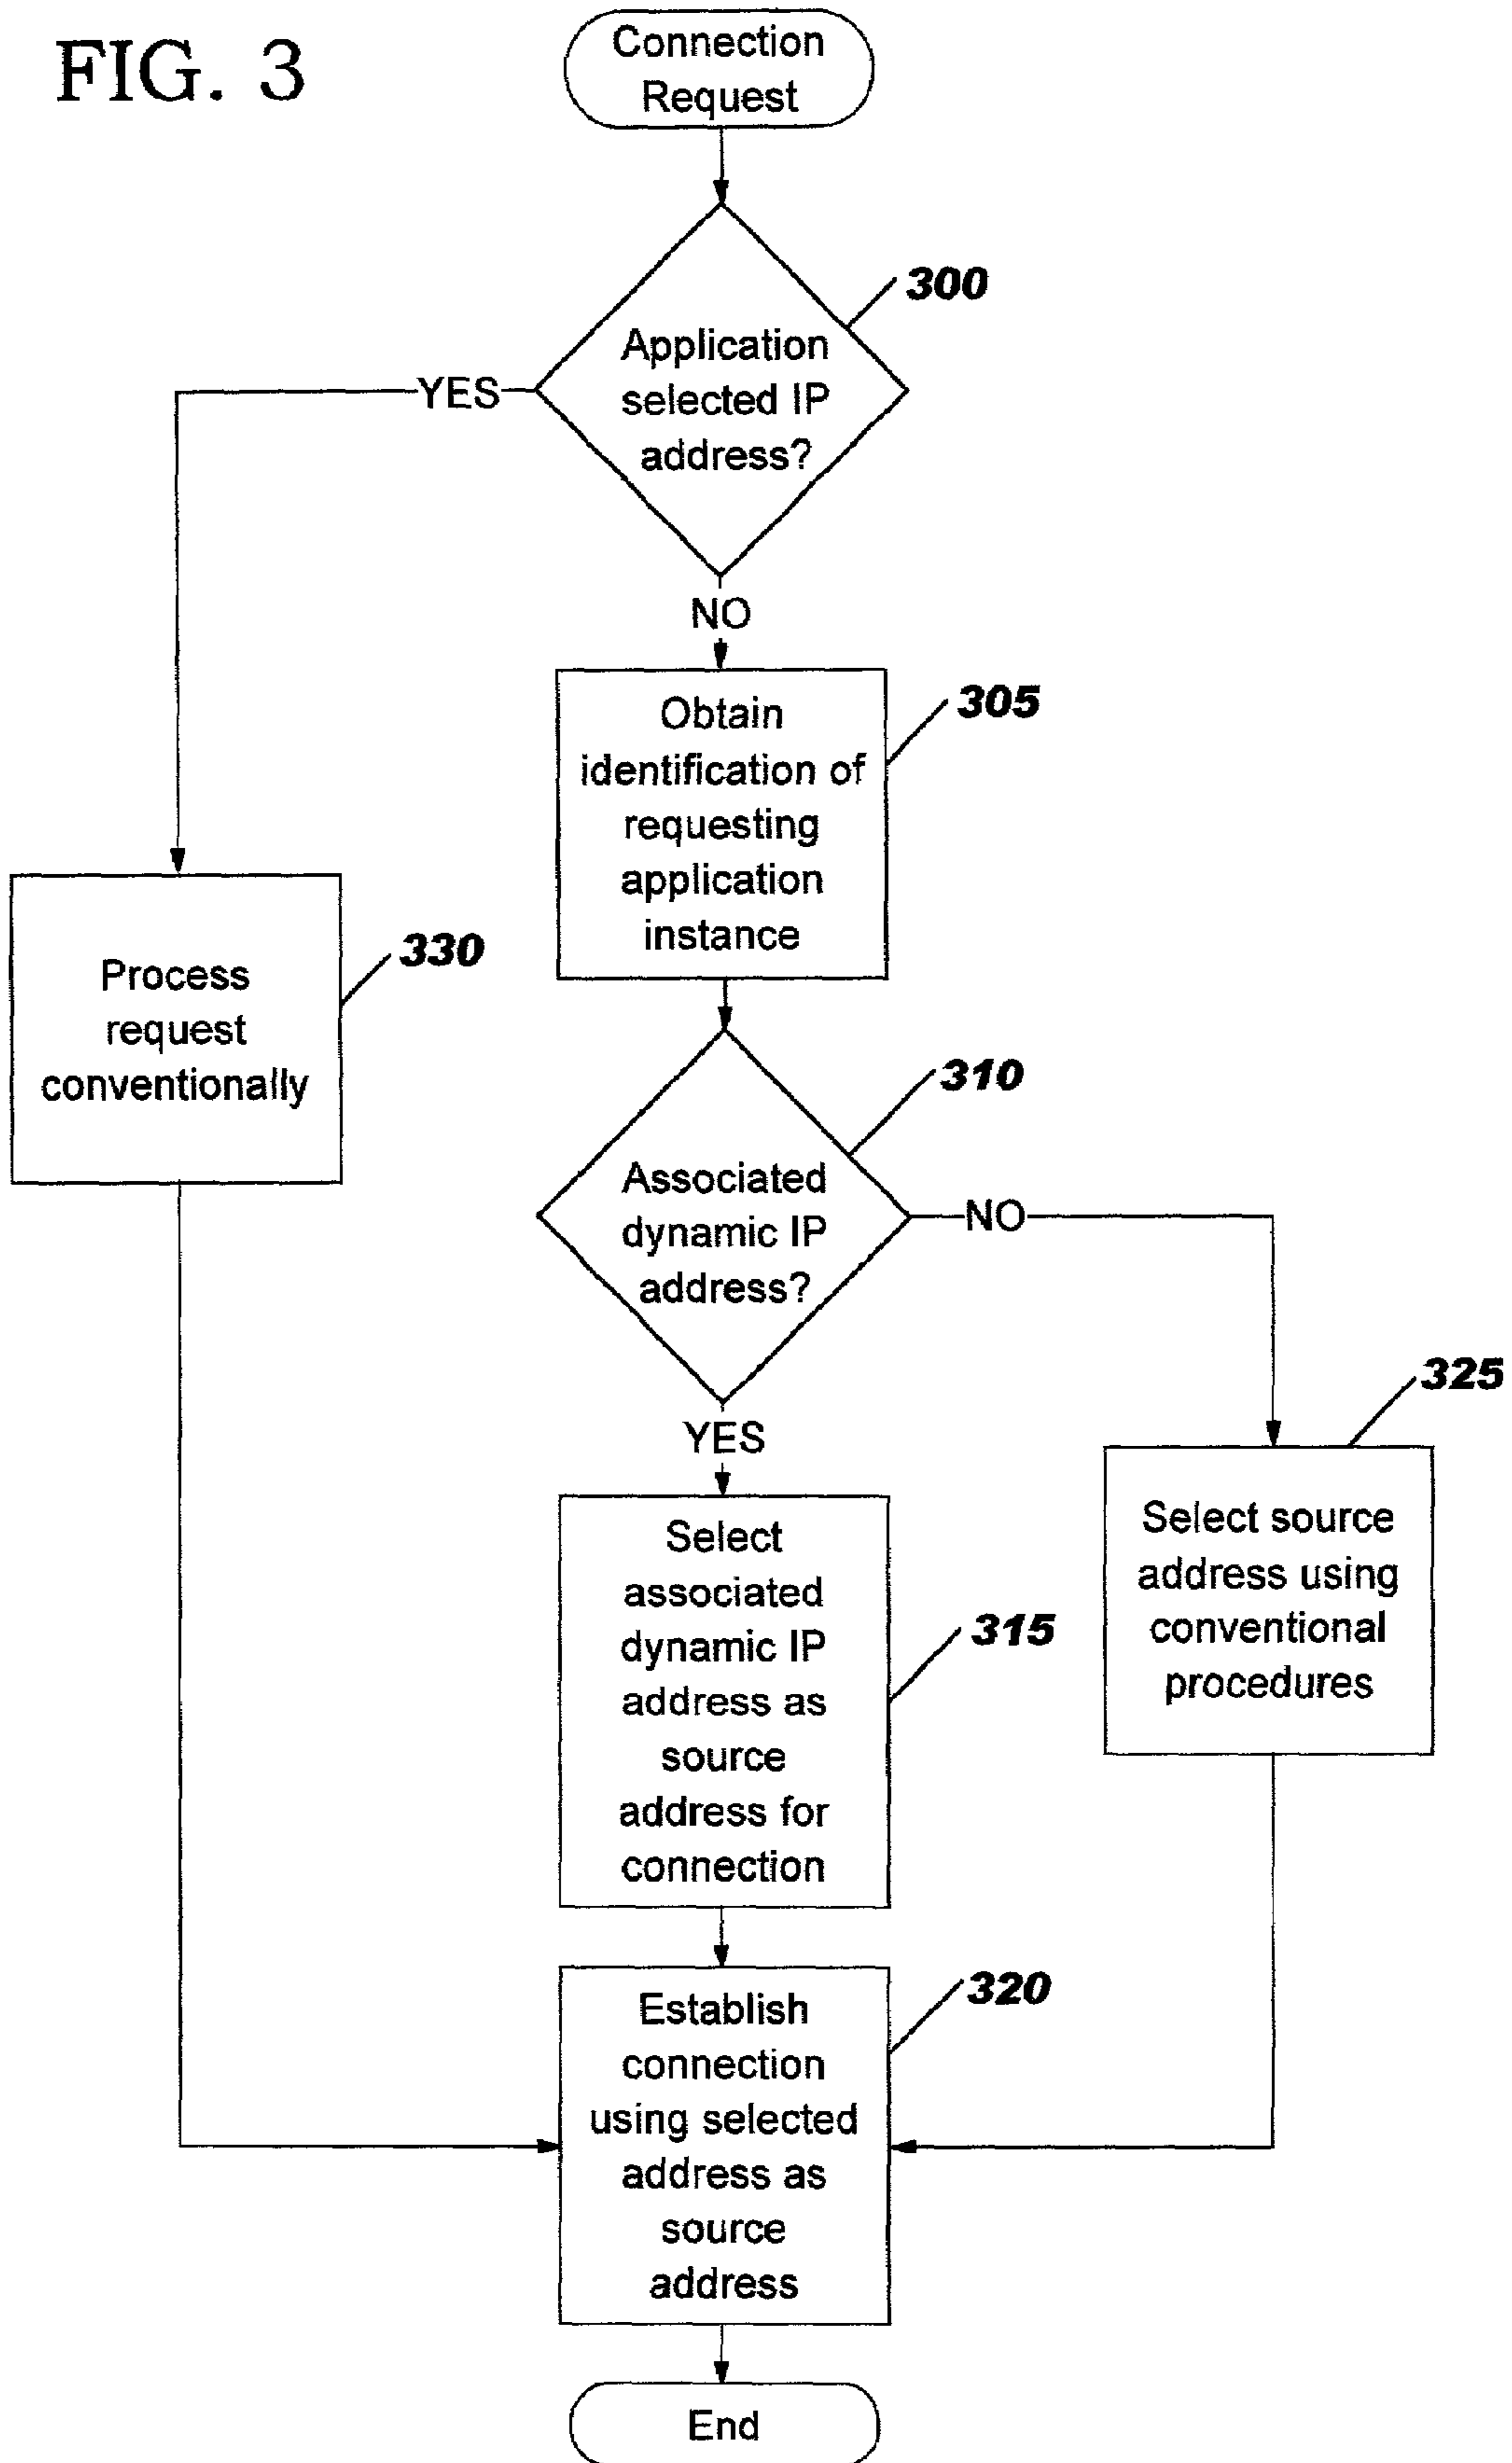 FIG. 3
Connection
Request
300
Application
selected IP
address?
YES
NO
305
Obtain
identification of
requesting
application
instance
330
Process
request
conventionally
310
Associated
dynamic IP
address?
NO
YES
325
Select source
address using
conventional
procedures
Select
associated
dynamic IP
address as
source
address for
connection
315
320
Establish
connection
using selected
address as
source
address
End